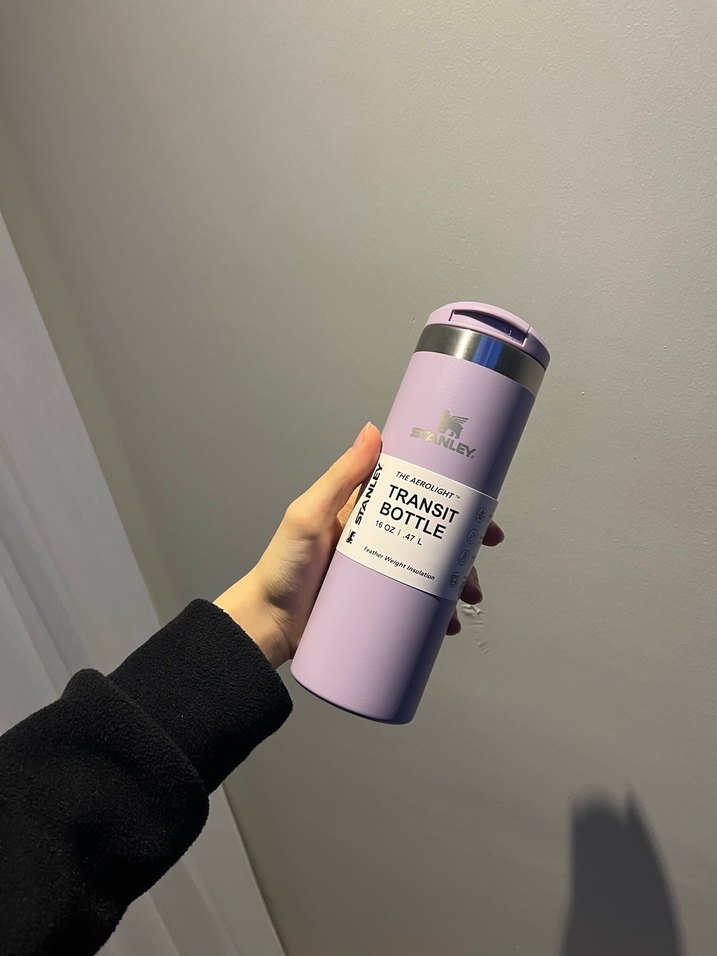 STANLEY
STANLEY
THE AEROLIGHT™
TRANSIT
BOTTLE
16 OZ | .47 L
Feather Weight Insulation